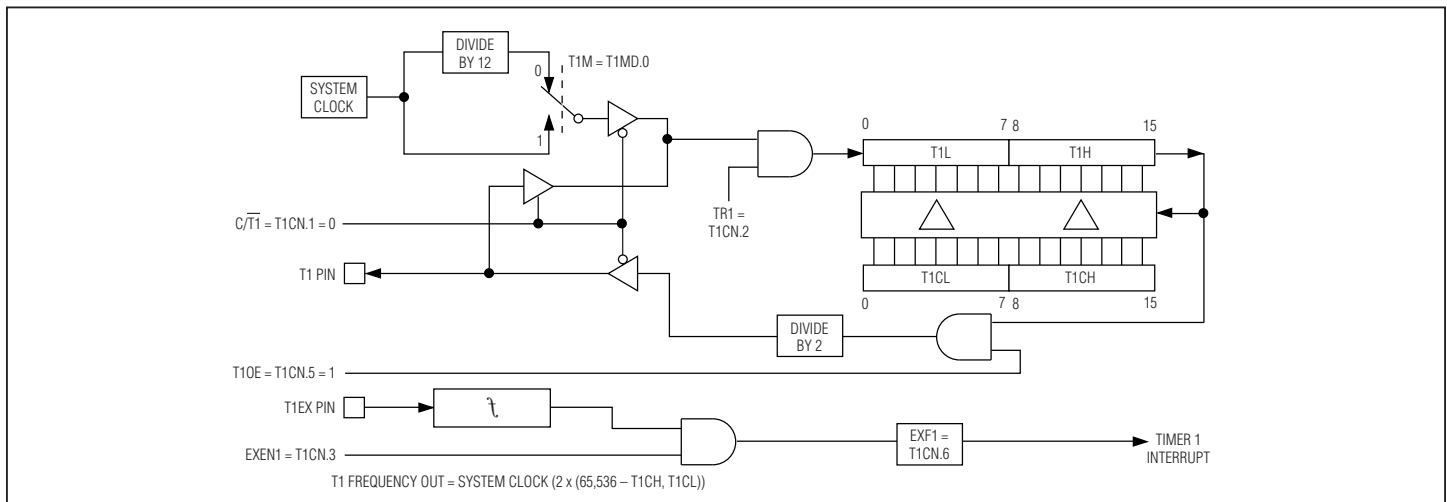 DIVIDE
BY 12
T1M = T1MD.0
0
SYSTEM
CLOCK
1
0
7 8
15
T1L
T1H
TR1 =
T1CN.2
C/T1 = T1CN.1 = 0
T1 PIN
T1CL
T1CH
0
7 8
15
DIVIDE
BY 2
T1OE = T1CN.5 = 1
T1EX PIN
EXF1 =
T1CN.6
TIMER 1
INTERRUPT
EXEN1 = T1CN.3
T1 FREQUENCY OUT = SYSTEM CLOCK (2 x (65,536 – T1CH, T1CL))